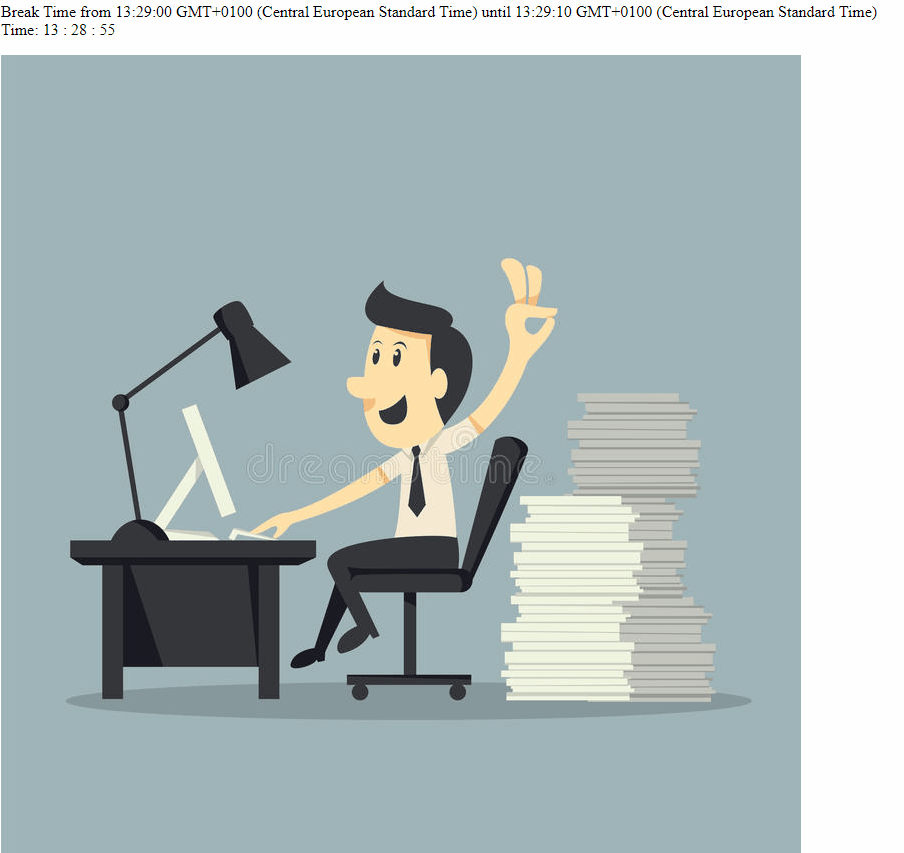 Break Time from 13:29:00 GMT+0100 (Central European Standard Time) until 13:29:10 GMT+0100 (Central European Standard Time)
Time: 13 : 28 : 55
dreamstime